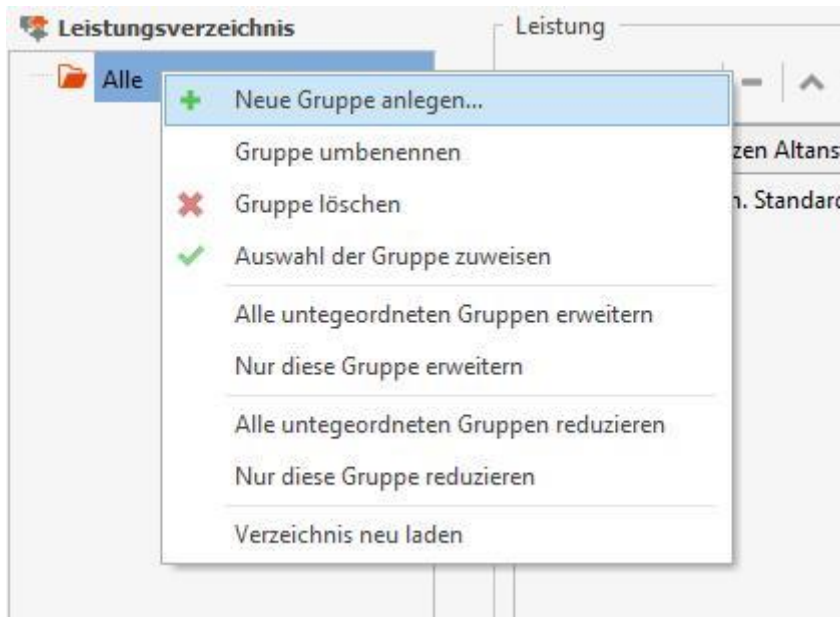 Leistungsverzeichnis
Leistung
Alle
Neue Gruppe anlegen...
Gruppe umbenennen
zen Altans
Gruppe löschen
n. Standard
Auswahl der Gruppe zuweisen
Alle untegeordneten Gruppen erweitern
Nur diese Gruppe erweitern
Alle untegeordneten Gruppen reduzieren
Nur diese Gruppe reduzieren
Verzeichnis neu laden